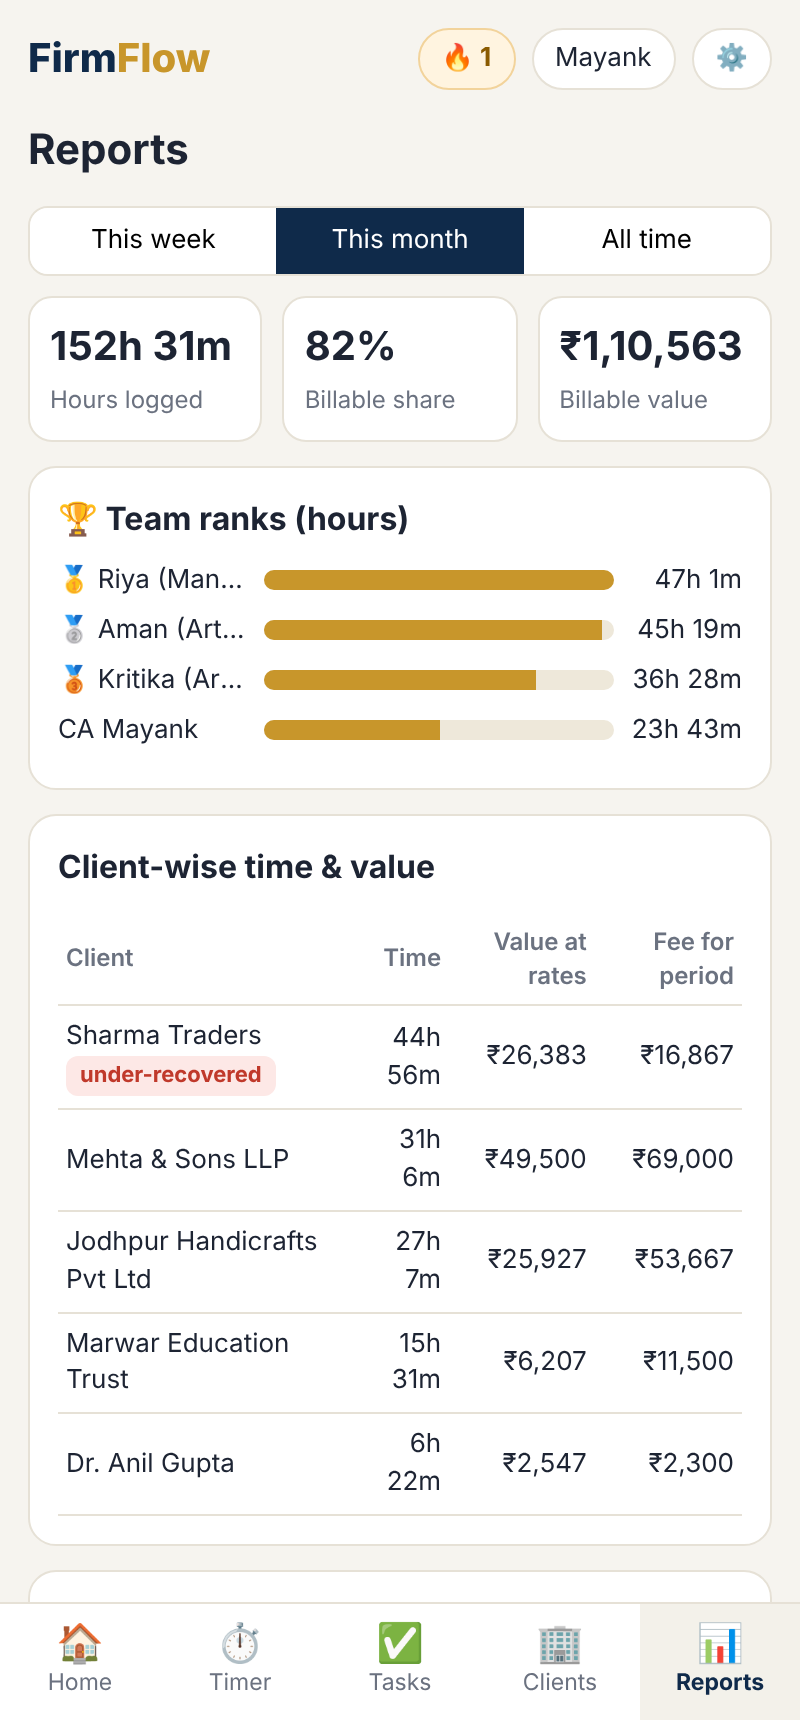 FirmFlow
🔥 1
Mayank
⚙️
Reports
This week
This month
All time
152h 31m
Hours logged
82%
Billable share
₹1,10,563
Billable value
🏆 Team ranks (hours)
🥇 Riya (Man... 47h 1m
🥈 Aman (Art... 45h 19m
🥉 Kritika (Ar... 36h 28m
CA Mayank 23h 43m
Client-wise time & value
Client Time Value at rates Fee for period
Sharma Traders 44h 56m ₹26,383 ₹16,867
under-recovered
Mehta & Sons LLP 31h 6m ₹49,500 ₹69,000
Jodhpur Handicrafts Pvt Ltd 27h 7m ₹25,927 ₹53,667
Marwar Education Trust 15h 31m ₹6,207 ₹11,500
Dr. Anil Gupta 6h 22m ₹2,547 ₹2,300
Home
Timer
Tasks
Clients
Reports